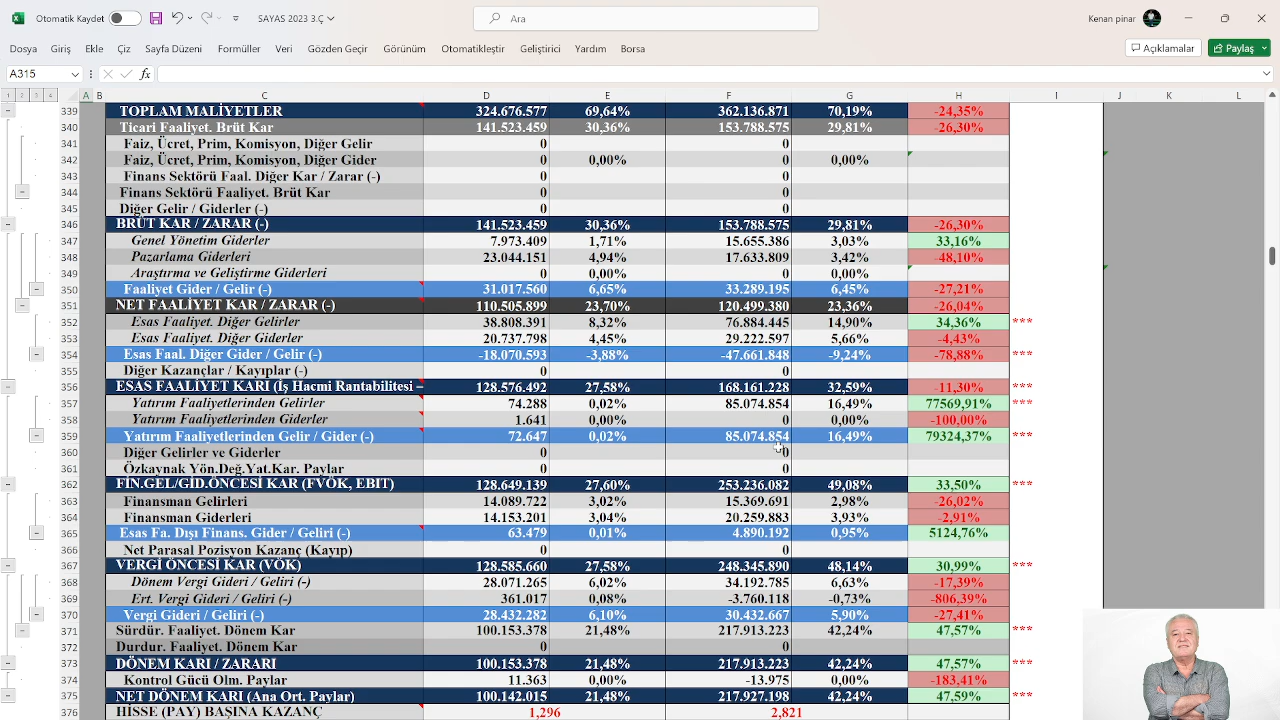 Otomatik Kaydet SAYAS 2023 3.Ç Ara Kenan pinar
Dosya Giriş Ekle Çiz Sayfa Düzeni Formüller Veri Gözden Geçir Görünüm Otomatikleştir Geliştirici Yardım Borsa Açıklamalar Paylaş
A315 fx
1 2 3 4 A B C D E F G H I J K L
339 TOPLAM MALİYETLER 324.676.577 69,64% 362.136.871 70,19% -24,35%
340 Ticari Faaliyet. Brüt Kar 141.523.459 30,36% 153.788.575 29,81% -26,30%
341 Faiz, Ücret, Prim, Komisyon, Diğer Gelir 0 0
342 Faiz, Ücret, Prim, Komisyon, Diğer Gider 0 0,00% 0 0,00%
343 Finans Sektörü Faal. Diğer Kar / Zarar (-) 0 0
344 Finans Sektörü Faaliyet. Brüt Kar 0 0
345 Diğer Gelir / Giderler (-) 0 0
346 BRÜT KAR / ZARAR (-) 141.523.459 30,36% 153.788.575 29,81% -26,30%
347 Genel Yönetim Giderler 7.973.409 1,71% 15.655.386 3,03% 33,16%
348 Pazarlama Giderleri 23.044.151 4,94% 17.633.809 3,42% -48,10%
349 Araştırma ve Geliştirme Giderleri 0 0,00% 0 0,00%
350 Faaliyet Gider / Gelir (-) 31.017.560 6,65% 33.289.195 6,45% -27,21%
351 NET FAALİYET KAR / ZARAR (-) 110.505.899 23,70% 120.499.380 23,36% -26,04%
352 Esas Faaliyet. Diğer Gelirler 38.808.391 8,32% 76.884.445 14,90% 34,36% ***
353 Esas Faaliyet. Diğer Giderler 20.737.798 4,45% 29.222.597 5,66% -4,43%
354 Esas Faal. Diğer Gider / Gelir (-) -18.070.593 -3,88% -47.661.848 -9,24% -78,88% ***
355 Diğer Kazançlar / Kayıplar (-) 0 0
356 ESAS FAALİYET KARI (İş Hacmi Rantabilitesi – 128.576.492 27,58% 168.161.228 32,59% -11,30% ***
357 Yatırım Faaliyetlerinden Gelirler 74.288 0,02% 85.074.854 16,49% 77569,91% ***
358 Yatırım Faaliyetlerinden Giderler 1.641 0,00% 0 0,00% -100,00%
359 Yatırım Faaliyetlerinden Gelir / Gider (-) 72.647 0,02% 85.074.854 16,49% 79324,37% ***
360 Diğer Gelirler ve Giderler 0 0
361 Özkaynak Yön.Değ.Yat.Kar. Paylar 0 0
362 FİN.GEL/GİD.ÖNCESİ KAR (FVÖK, EBIT) 128.649.139 27,60% 253.236.082 49,08% 33,50% ***
363 Finansman Gelirleri 14.089.722 3,02% 15.369.691 2,98% -26,02%
364 Finansman Giderleri 14.153.201 3,04% 20.259.883 3,93% -2,91%
365 Esas Fa. Dışı Finans. Gider / Geliri (-) 63.479 0,01% 4.890.192 0,95% 5124,76%
366 Net Parasal Pozisyon Kazanç (Kayıp) 0 0
367 VERGİ ÖNCESİ KAR (VÖK) 128.585.660 27,58% 248.345.890 48,14% 30,99% ***
368 Dönem Vergi Gideri / Geliri (-) 28.071.265 6,02% 34.192.785 6,63% -17,39%
369 Ert. Vergi Gideri / Geliri (-) 361.017 0,08% -3.760.118 -0,73% -806,39%
370 Vergi Gideri / Geliri (-) 28.432.282 6,10% 30.432.667 5,90% -27,41%
371 Sürdür. Faaliyet. Dönem Kar 100.153.378 21,48% 217.913.223 42,24% 47,57% ***
372 Durdur. Faaliyet. Dönem Kar 0 0
373 DÖNEM KARI / ZARARI 100.153.378 21,48% 217.913.223 42,24% 47,57% ***
374 Kontrol Gücü Olm. Paylar 11.363 0,00% -13.975 0,00% -183,41%
375 NET DÖNEM KARI (Ana Ort. Paylar) 100.142.015 21,48% 217.927.198 42,24% 47,59% ***
376 HİSSE (PAY) BAŞINA KAZANÇ 1,296 2,821